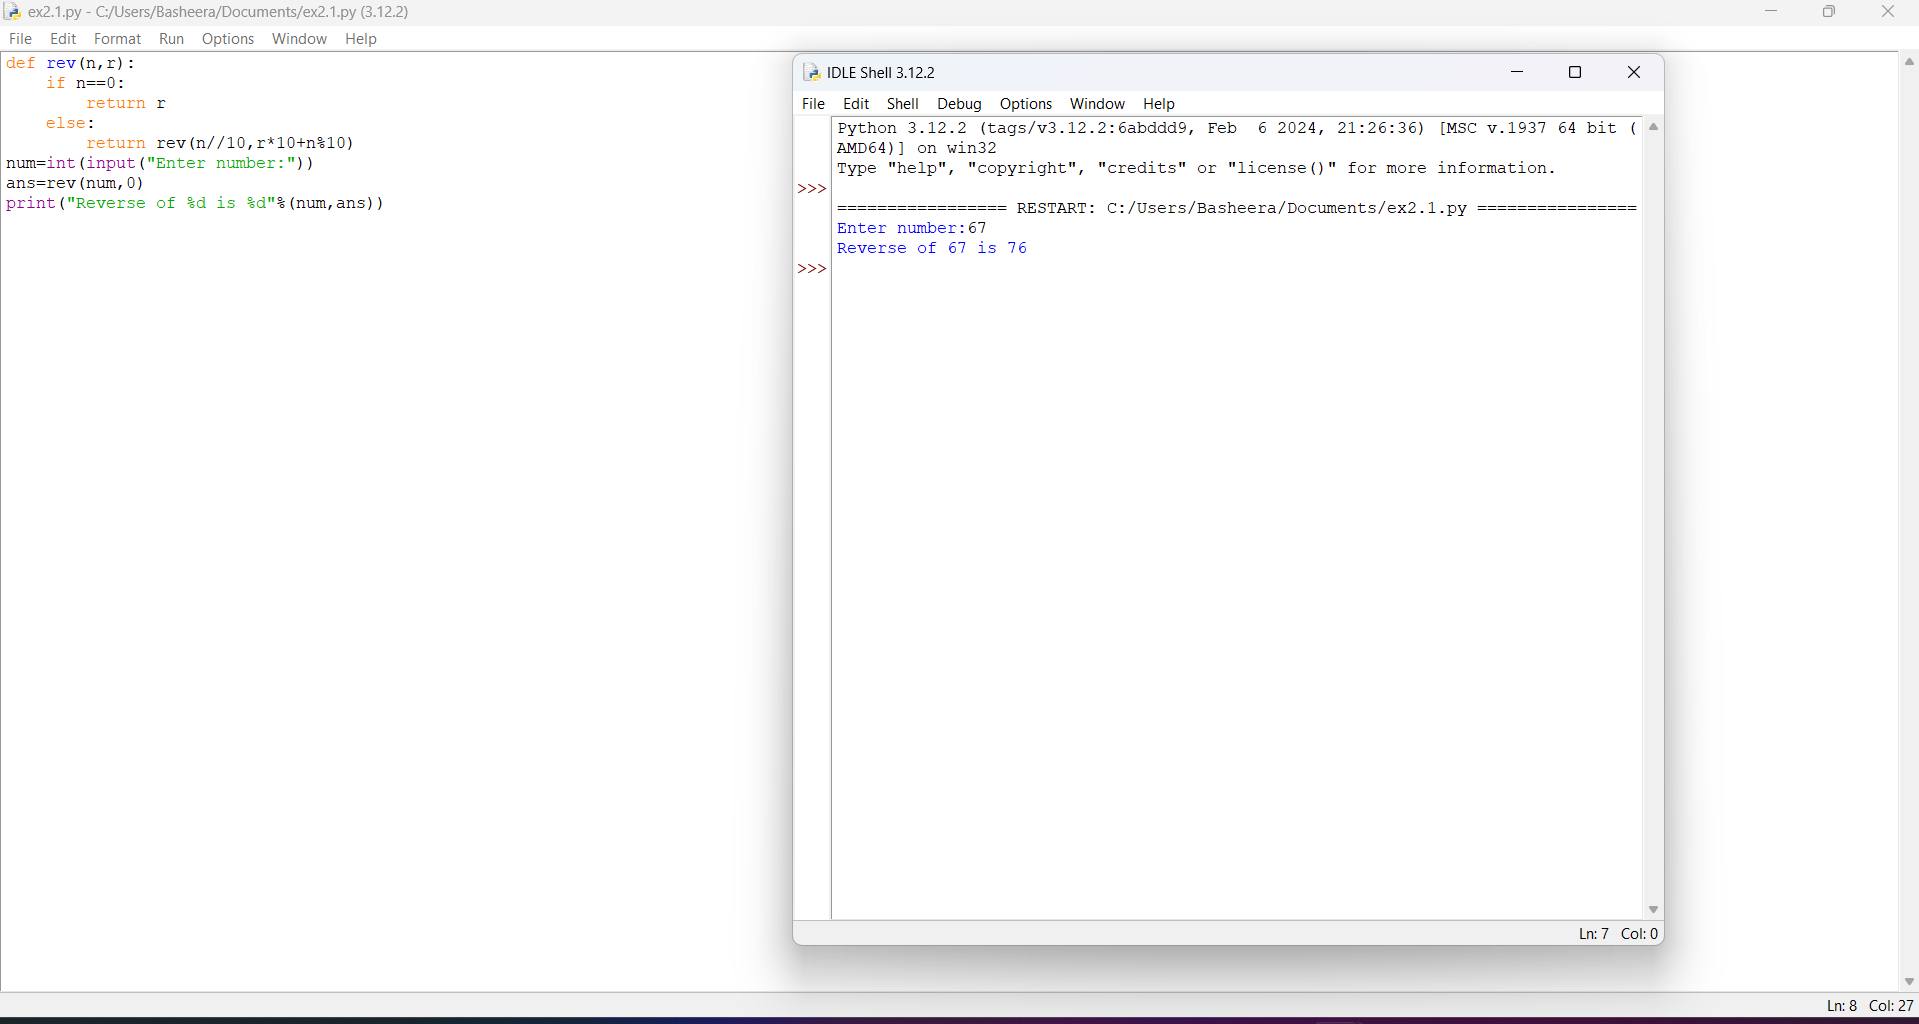 ex2.1.py - C:/Users/Basheera/Documents/ex2.1.py (3.12.2)
File Edit Format Run Options Window Help
def rev(n,r):
    if n==0:
        return r
    else:
        return rev(n//10,r*10+n%10)
num=int(input("Enter number:"))
ans=rev(num,0)
print("Reverse of %d is %d"%(num,ans))
IDLE Shell 3.12.2
File Edit Shell Debug Options Window Help
Python 3.12.2 (tags/v3.12.2:6abddd9, Feb  6 2024, 21:26:36) [MSC v.1937 64 bit (
AMD64)] on win32
Type "help", "copyright", "credits" or "license()" for more information.
>>>
================= RESTART: C:/Users/Basheera/Documents/ex2.1.py ================
Enter number:67
Reverse of 67 is 76
>>>
Ln: 7 Col: 0
Ln: 8 Col: 27